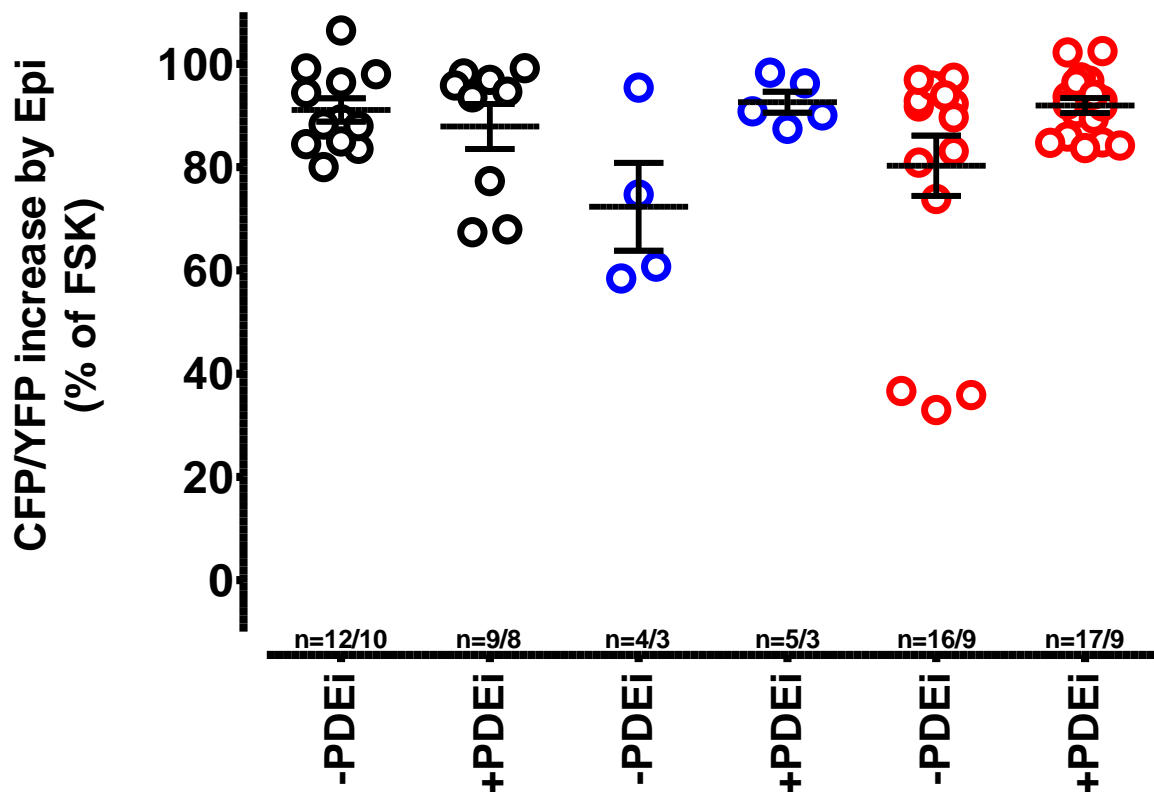 CFP/YFP increase by Epi
(% of FSK)
100
80
60
40
20
0
n=12/10 n=9/8 n=4/3 n=5/3 n=16/9 n=17/9
-PDEi +PDEi -PDEi +PDEi -PDEi +PDEi